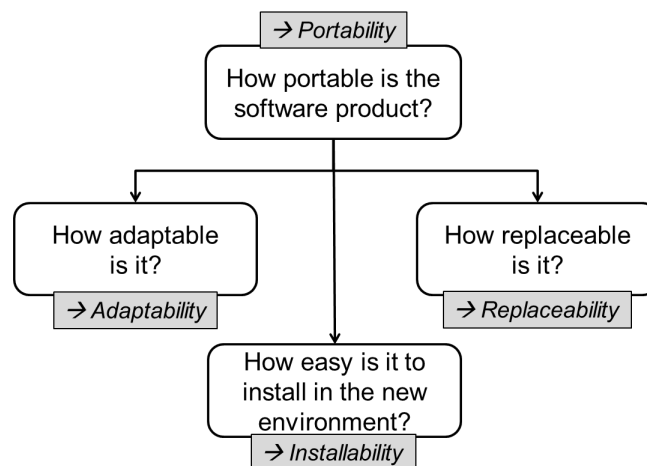 → Portability
How portable is the
software product?
How adaptable
is it?
→ Adaptability
How replaceable
is it?
→ Replaceability
How easy is it to
install in the new
environment?
→ Installability